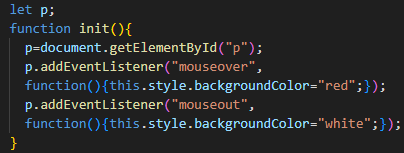 let p;
function init(){
  p=document.getElementById("p");
  p.addEventListener("mouseover",
  function(){this.style.backgroundColor="red";});
  p.addEventListener("mouseout",
  function(){this.style.backgroundColor="white";});
}